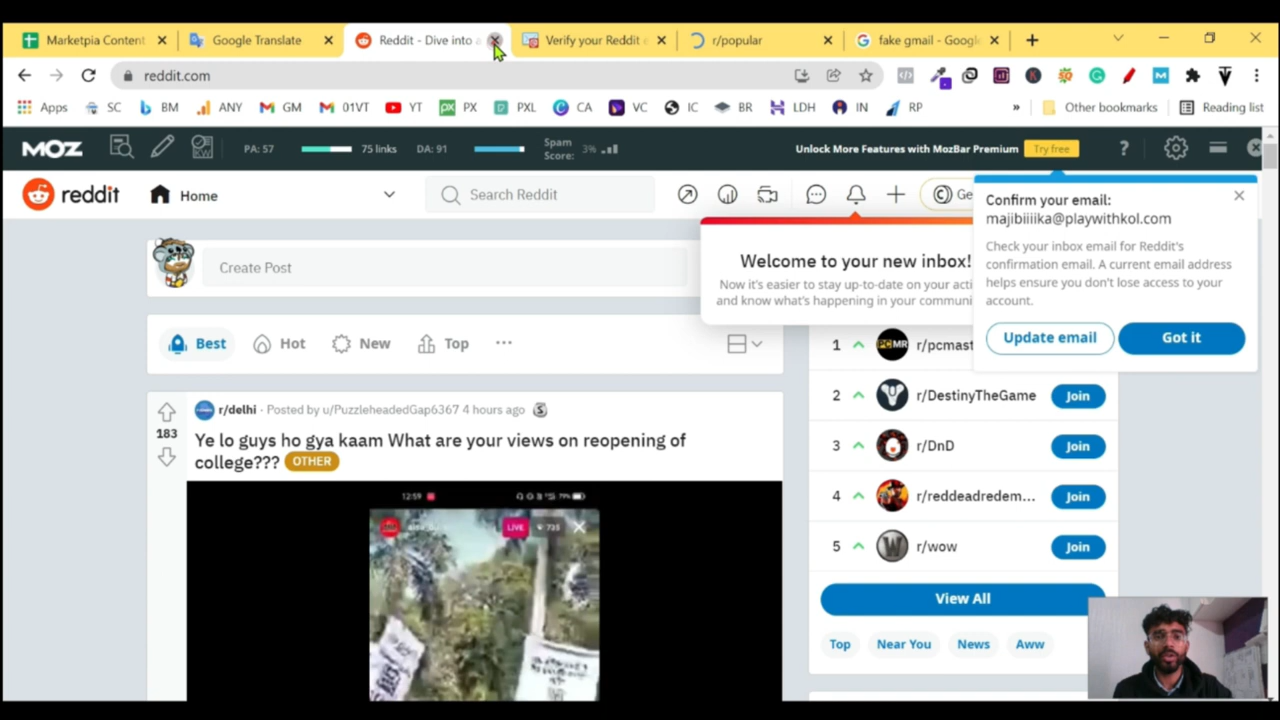 Marketpia Content
Google Translate
Reddit - Dive into a
Verify your Reddit e
r/popular
fake gmail - Google
reddit.com
Apps SC BM ANY GM 01VT YT PX PXL CA VC IC BR LDH IN RP » Other bookmarks Reading list
MOZ PA: 57 75 links DA: 91 Spam Score: 3% Unlock More Features with MozBar Premium Try free ?
reddit Home Search Reddit Ge
Confirm your email:
majibiiiika@playwithkol.com
Check your inbox email for Reddit's
confirmation email. A current email address
helps ensure you don't lose access to your
account.
Update email Got it
Welcome to your new inbox!
Now it's easier to stay up-to-date on your acti
and know what's happening in your communi
Create Post
Best Hot New Top ...
1 PCMR r/pcmast
2 r/DestinyTheGame Join
3 r/DnD Join
4 r/reddeadredem... Join
5 r/wow Join
View All
Top Near You News Aww
183
r/delhi · Posted by u/PuzzleheadedGap6367 4 hours ago
Ye lo guys ho gya kaam What are your views on reopening of
college??? OTHER
12:59
LIVE 735